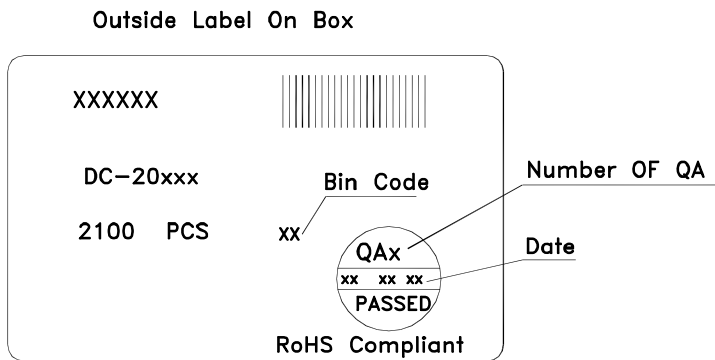 Outside Label On Box
XXXXXX
DC-20xxx
Bin Code
Number OF QA
2100 PCS
xx
QAx
Date
xx xx xx
PASSED
RoHS Compliant